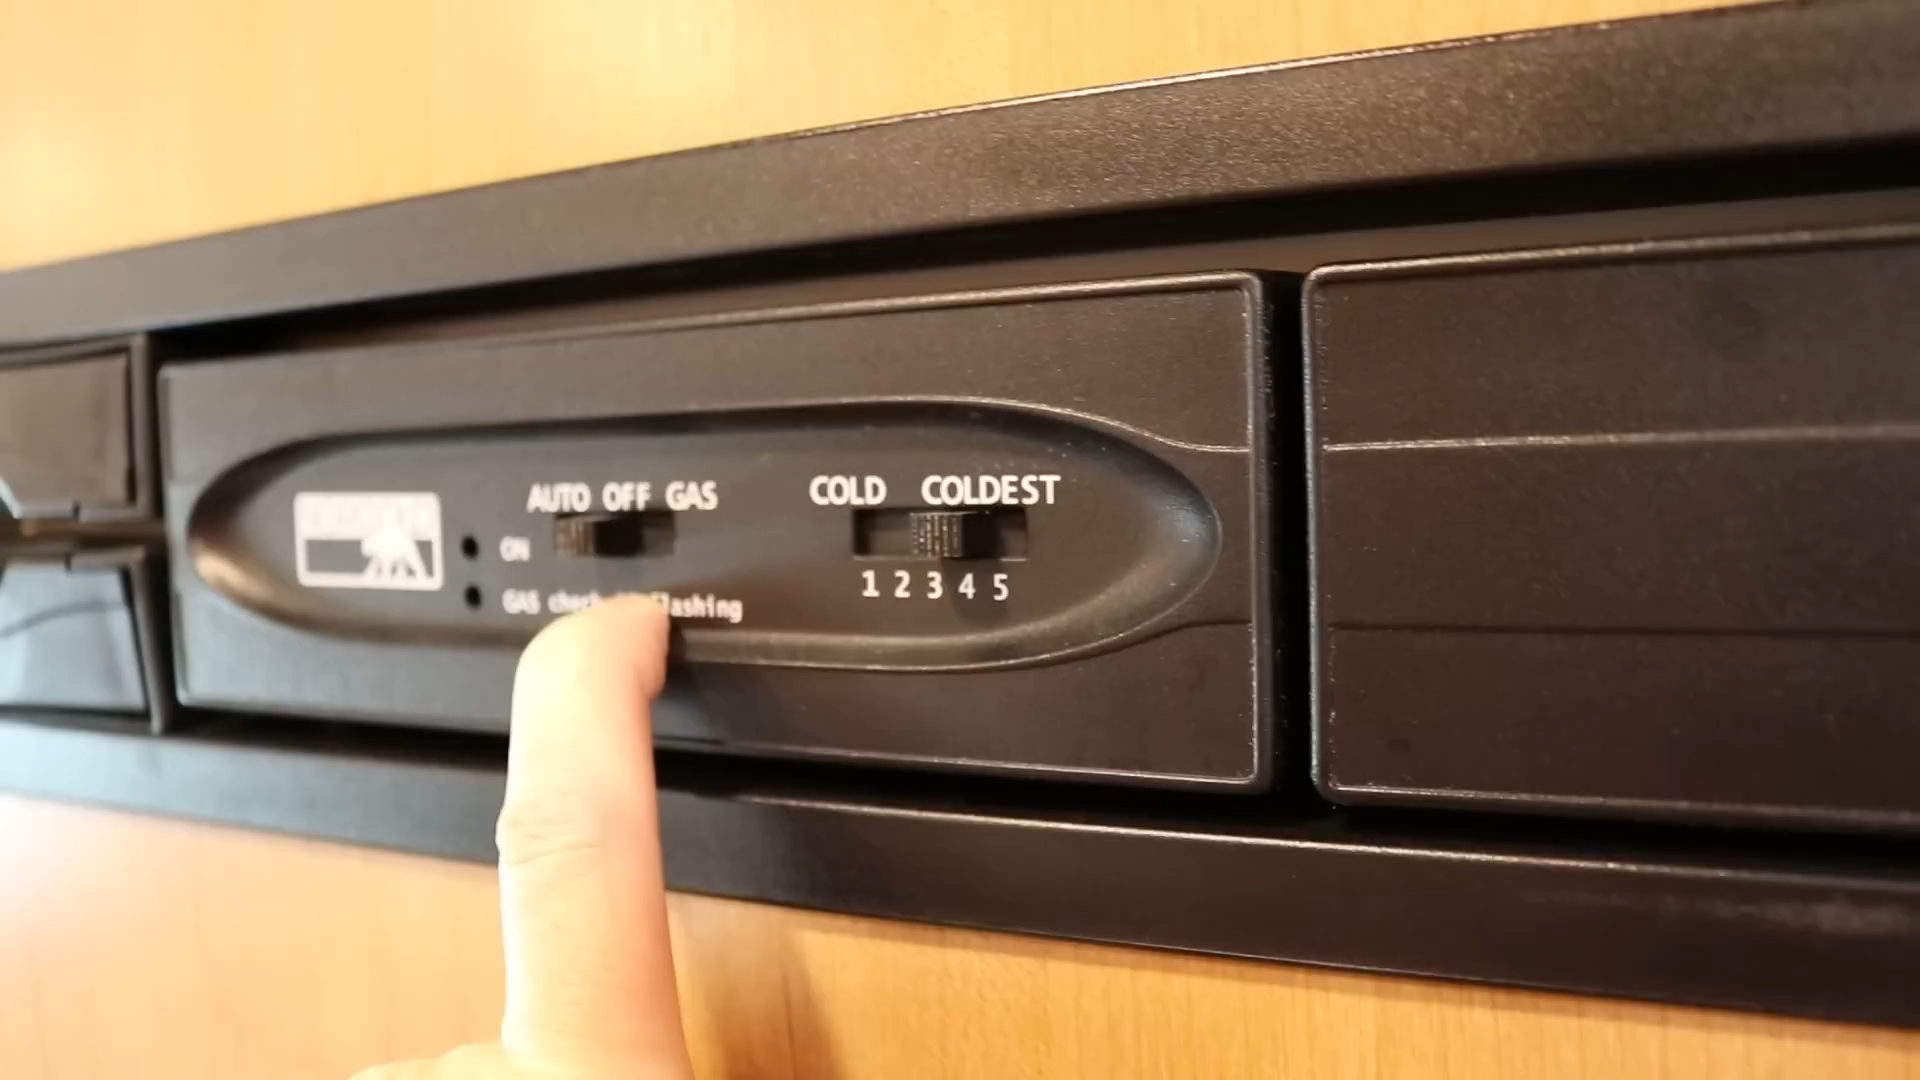 AUTO OFF GAS
COLD COLDEST
ON
1 2 3 4 5
GAS flashing